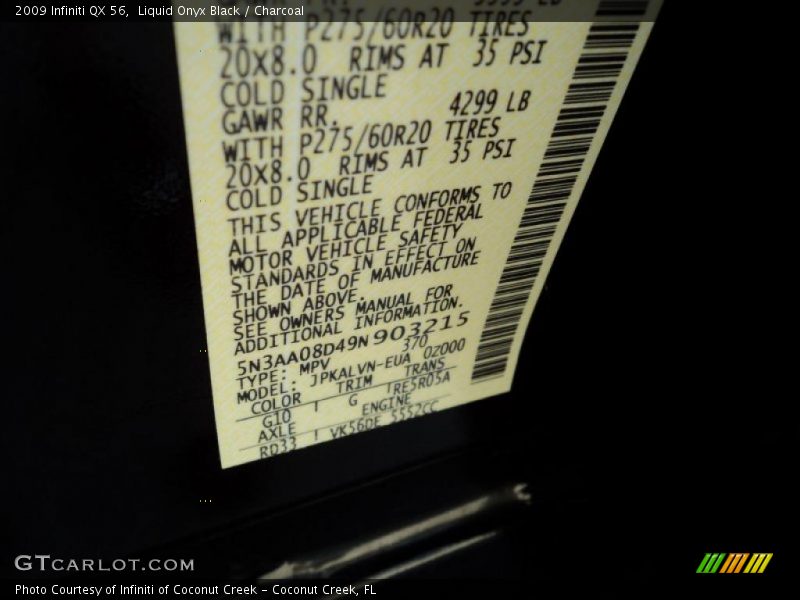 2009 Infiniti QX 56,  Liquid Onyx Black / Charcoal
WITH P275/60R20 TIRES
20X8.0 RIMS AT 35 PSI
COLD SINGLE
GAWR RR. 4299 LB
WITH P275/60R20 TIRES
20X8.0 RIMS AT 35 PSI
COLD SINGLE
THIS VEHICLE CONFORMS TO
ALL APPLICABLE FEDERAL
MOTOR VEHICLE SAFETY
STANDARDS IN EFFECT ON
THE DATE OF MANUFACTURE
SHOWN ABOVE.
SEE OWNERS MANUAL FOR
ADDITIONAL INFORMATION.
5N3AA08D49N903215
TYPE: MPV 370
MODEL: JPKALVN-EUA 0Z000
COLOR TRIM TRANS
G10 ! G !RE5R05A
AXLE ENGINE
RD33 ! VK56DE 5552CC
GTCARLOT.COM
Photo Courtesy of Infiniti of Coconut Creek – Coconut Creek, FL